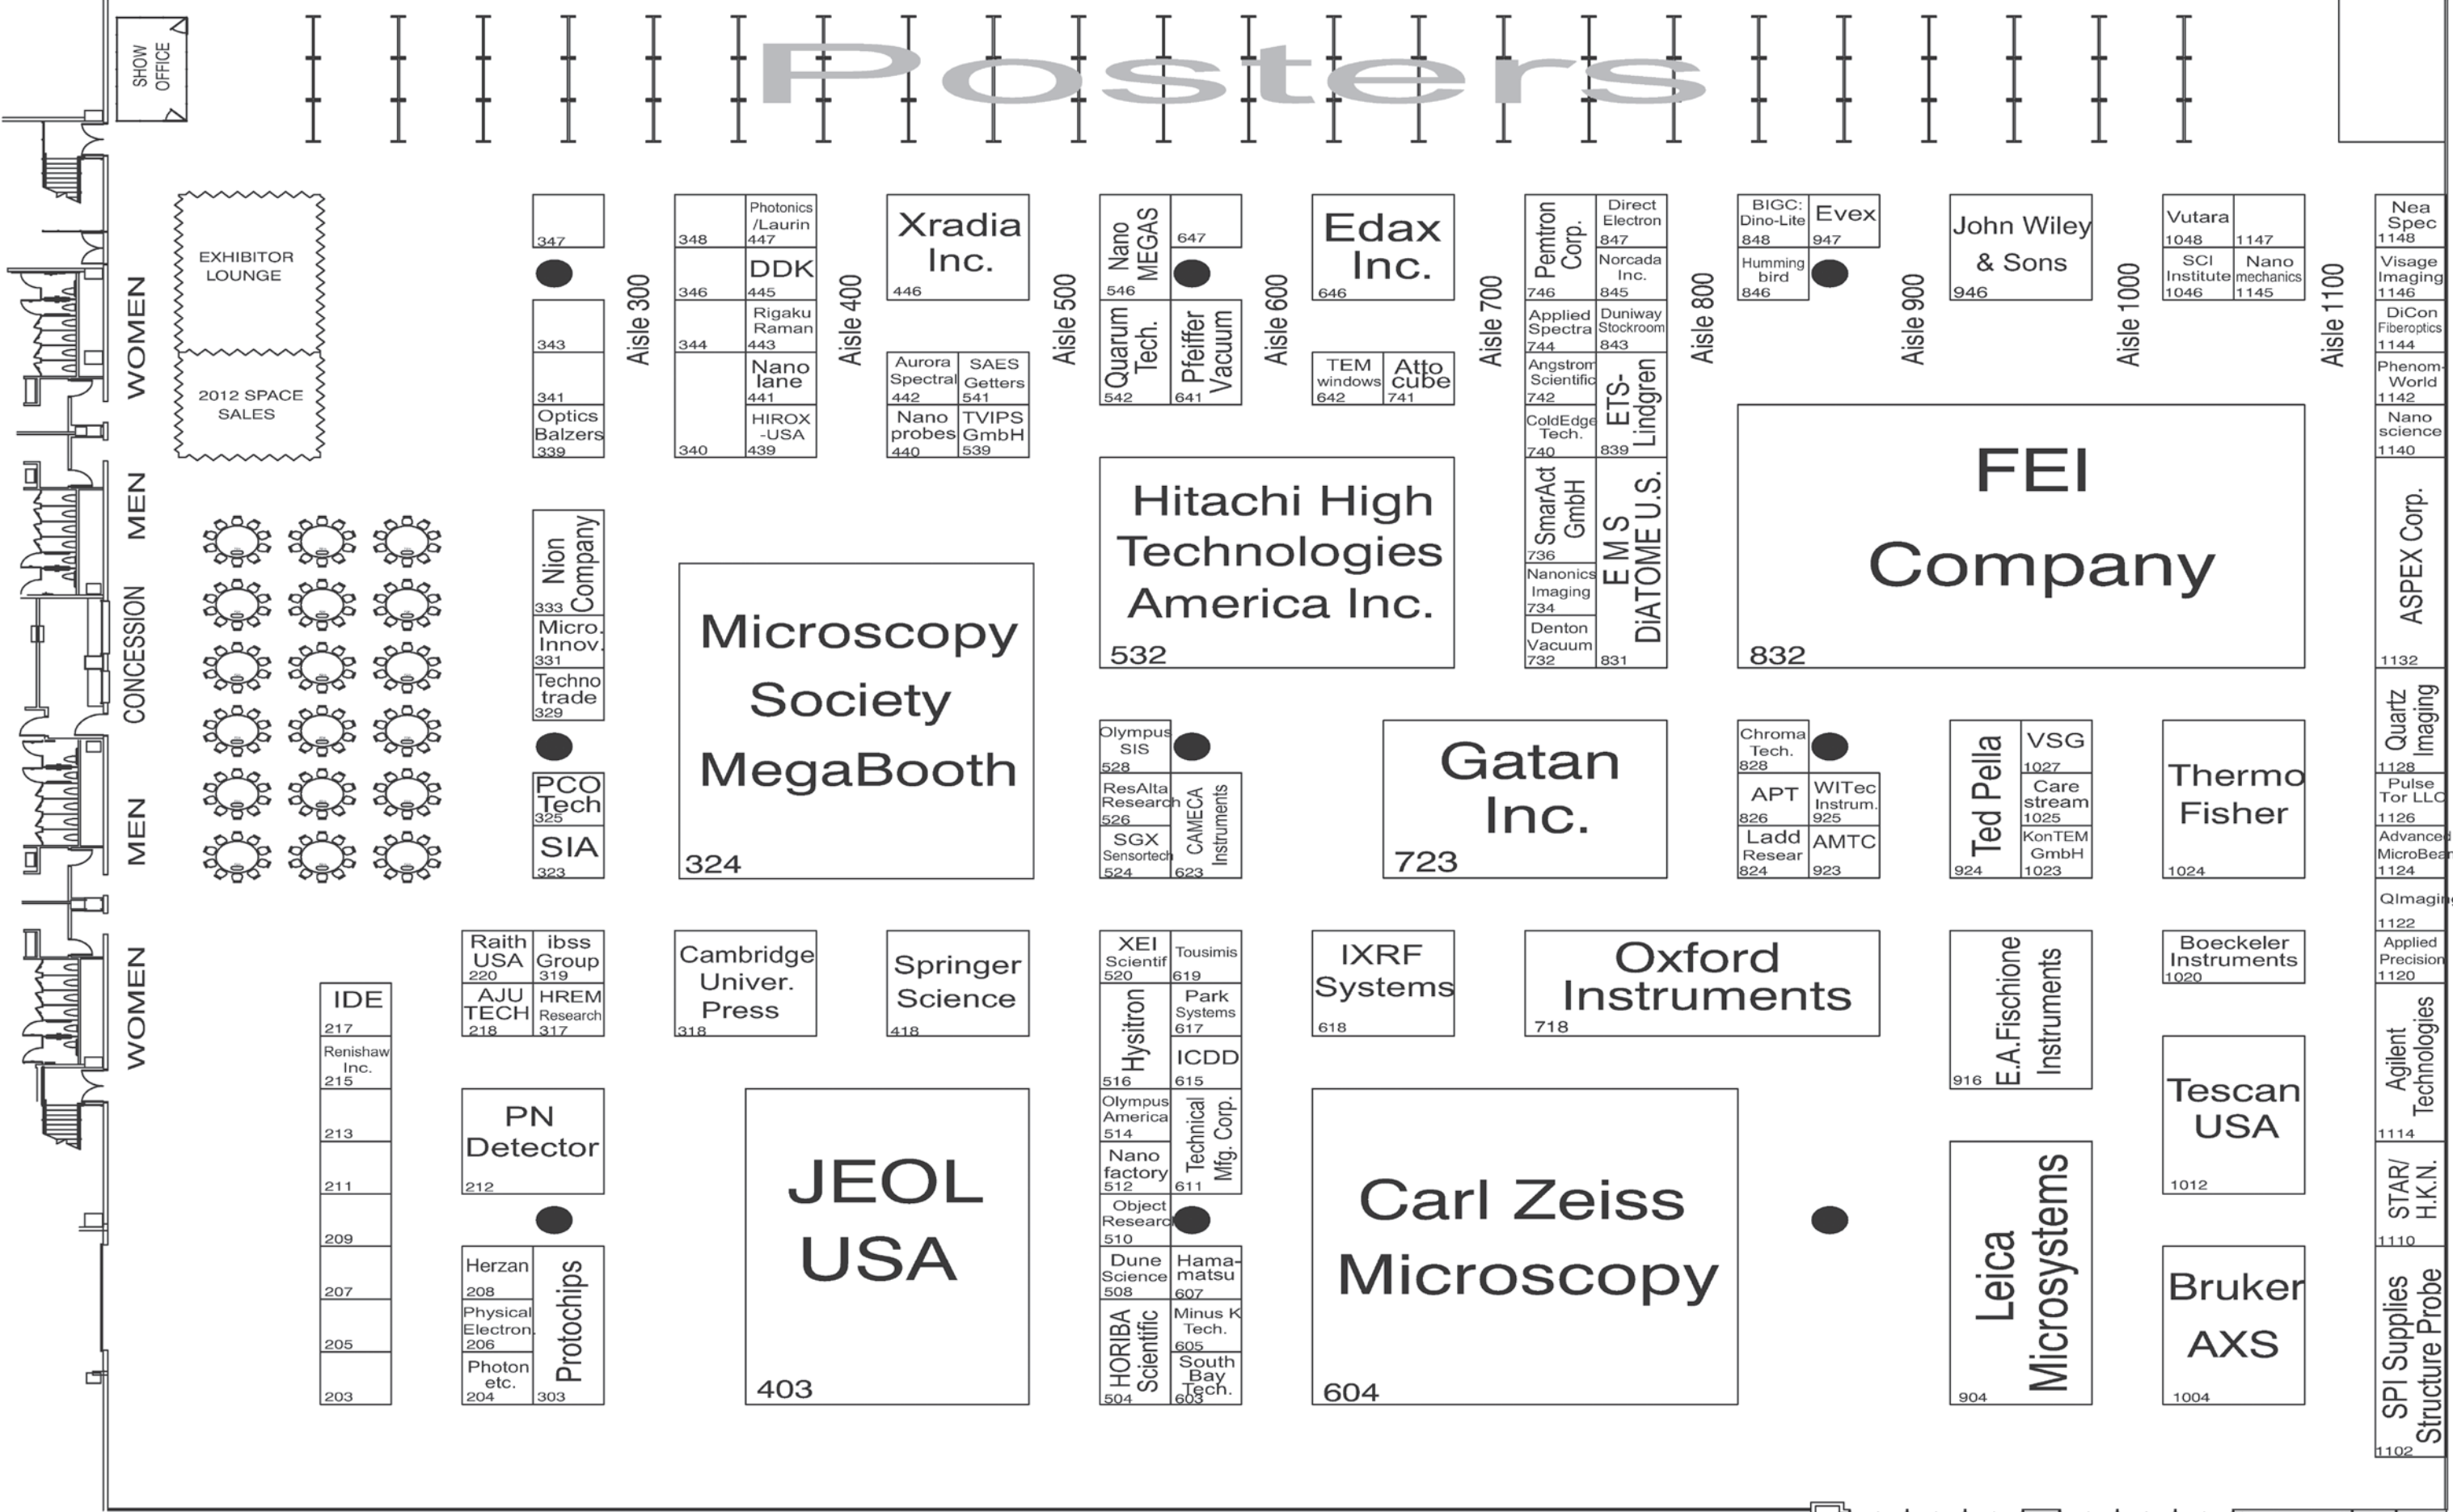 SHOW
OFFICE
Posters
EXHIBITOR
LOUNGE
2012 SPACE
SALES
WOMEN
MEN
CONCESSION
MEN
WOMEN
Aisle 300
Aisle 400
Aisle 500
Aisle 600
Aisle 700
Aisle 800
Aisle 900
Aisle 1000
Aisle 1100
IDE
217
Renishaw
Inc.
215
213
211
209
207
205
203
347
343
341
Optics
Balzers
339
Nion
Company
333
Micro.
Innov.
331
Techno
trade
329
PCO
Tech
325
SIA
323
Raith
USA
220
ibss
Group
319
AJU
TECH
218
HREM
Research
317
PN
Detector
212
Herzan
208
Physical
Electron.
206
Photon
etc.
204
Protochips
303
348
Photonics
/Laurin
447
346
DDK
445
344
Rigaku
Raman
443
Nano
lane
441
340
HIROX
-USA
439
Microscopy
Society
MegaBooth
324
Cambridge
Univer.
Press
318
JEOL
USA
403
Xradia
Inc.
446
Aurora
Spectral
442
SAES
Getters
541
Nano
probes
440
TVIPS
GmbH
539
Springer
Science
418
Nano
MEGAS
546
647
Quarum
Tech.
542
Pfeiffer
Vacuum
641
Hitachi High
Technologies
America Inc.
532
Olympus
SIS
528
ResAlta
Research
526
SGX
Sensortech
524
CAMECA
Instruments
623
XEI
Scientif
520
Tousimis
619
Hysitron
516
Park
Systems
617
ICDD
615
Olympus
America
514
Nano
factory
512
Technical
Mfg. Corp.
611
Object
Researc
510
Dune
Science
508
Hama-
matsu
607
HORIBA
Scientific
504
Minus K
Tech.
605
South
Bay
Tech.
603
Edax
Inc.
646
TEM
windows
642
Atto
cube
741
Gatan
Inc.
723
IXRF
Systems
618
Oxford
Instruments
718
Carl Zeiss
Microscopy
604
Pemtron
Corp.
746
Direct
Electron
847
Norcada
Inc.
845
Applied
Spectra
744
Duniway
Stockroom
843
Angstrom
Scientific
742
ColdEdge
Tech.
740
ETS-
Lindgren
839
SmarAct
GmbH
736
Nanonics
Imaging
734
Denton
Vacuum
732
E M S
DiATOME U.S.
831
BIGC:
Dino-Lite
848
Evex
947
Humming
bird
846
FEI
Company
832
Chroma
Tech.
828
APT
826
WITec
Instrum.
925
Ladd
Resear
824
AMTC
923
John Wiley
& Sons
946
Ted Pella
924
VSG
1027
Care
stream
1025
KonTEM
GmbH
1023
E.A.Fischione
Instruments
916
Leica
Microsystems
904
Vutara
1048
1147
SCI
Institute
1046
Nano
mechanics
1145
Thermo
Fisher
1024
Boeckeler
Instruments
1020
Tescan
USA
1012
Bruker
AXS
1004
Nea
Spec
1148
Visage
Imaging
1146
DiCon
Fiberoptics
1144
Phenom-
World
1142
Nano
science
1140
ASPEX Corp.
1132
Quartz
Imaging
1128
Pulse
Tor LLC
1126
Advanced
MicroBeam
1124
QImaging
1122
Applied
Precision
1120
Agilent
Technologies
1114
STAR/
H.K.N.
1110
SPI Supplies
Structure Probe
1102